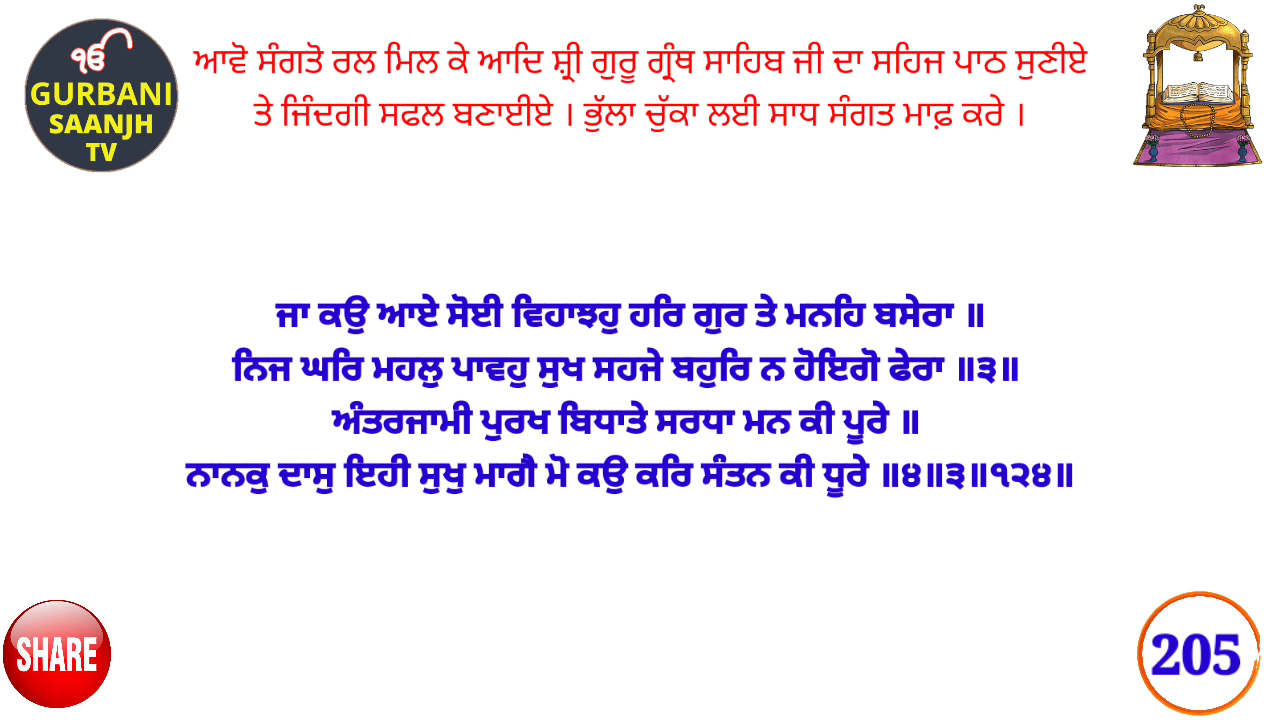 ੴ
GURBANI
SAANJH
TV
ਆਵੋ ਸੰਗਤੋ ਰਲ ਮਿਲ ਕੇ ਆਦਿ ਸ਼੍ਰੀ ਗੁਰੂ ਗ੍ਰੰਥ ਸਾਹਿਬ ਜੀ ਦਾ ਸਹਿਜ ਪਾਠ ਸੁਣੀਏ
ਤੇ ਜਿੰਦਗੀ ਸਫਲ ਬਣਾਈਏ । ਭੁੱਲਾ ਚੁੱਕਾ ਲਈ ਸਾਧ ਸੰਗਤ ਮਾਫ਼ ਕਰੇ ।
ਜਾ ਕਉ ਆਏ ਸੋਈ ਵਿਹਾਝਹੁ ਹਰਿ ਗੁਰ ਤੇ ਮਨਹਿ ਬਸੇਰਾ ॥
ਨਿਜ ਘਰਿ ਮਹਲੁ ਪਾਵਹੁ ਸੁਖ ਸਹਜੇ ਬਹੁਰਿ ਨ ਹੋਇਗੋ ਫੇਰਾ ॥੩॥
ਅੰਤਰਜਾਮੀ ਪੁਰਖ ਬਿਧਾਤੇ ਸਰਧਾ ਮਨ ਕੀ ਪੂਰੇ ॥
ਨਾਨਕੁ ਦਾਸੁ ਇਹੀ ਸੁਖੁ ਮਾਗੈ ਮੋ ਕਉ ਕਰਿ ਸੰਤਨ ਕੀ ਧੂਰੇ ॥੪॥੩॥੧੨੪॥
SHARE
205